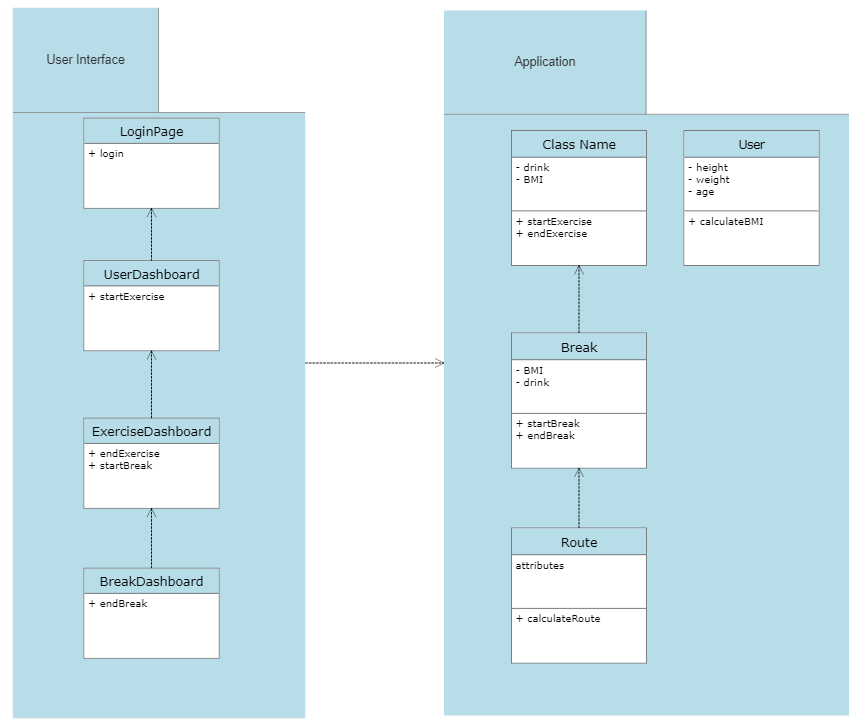 User Interface
LoginPage
+ login
UserDashboard
+ startExercise
ExerciseDashboard
+ endExercise
+ startBreak
BreakDashboard
+ endBreak
Application
Class Name
- drink
- BMI
+ startExercise
+ endExercise
User
- height
- weight
- age
+ calculateBMI
Break
- BMI
- drink
+ startBreak
+ endBreak
Route
attributes
+ calculateRoute